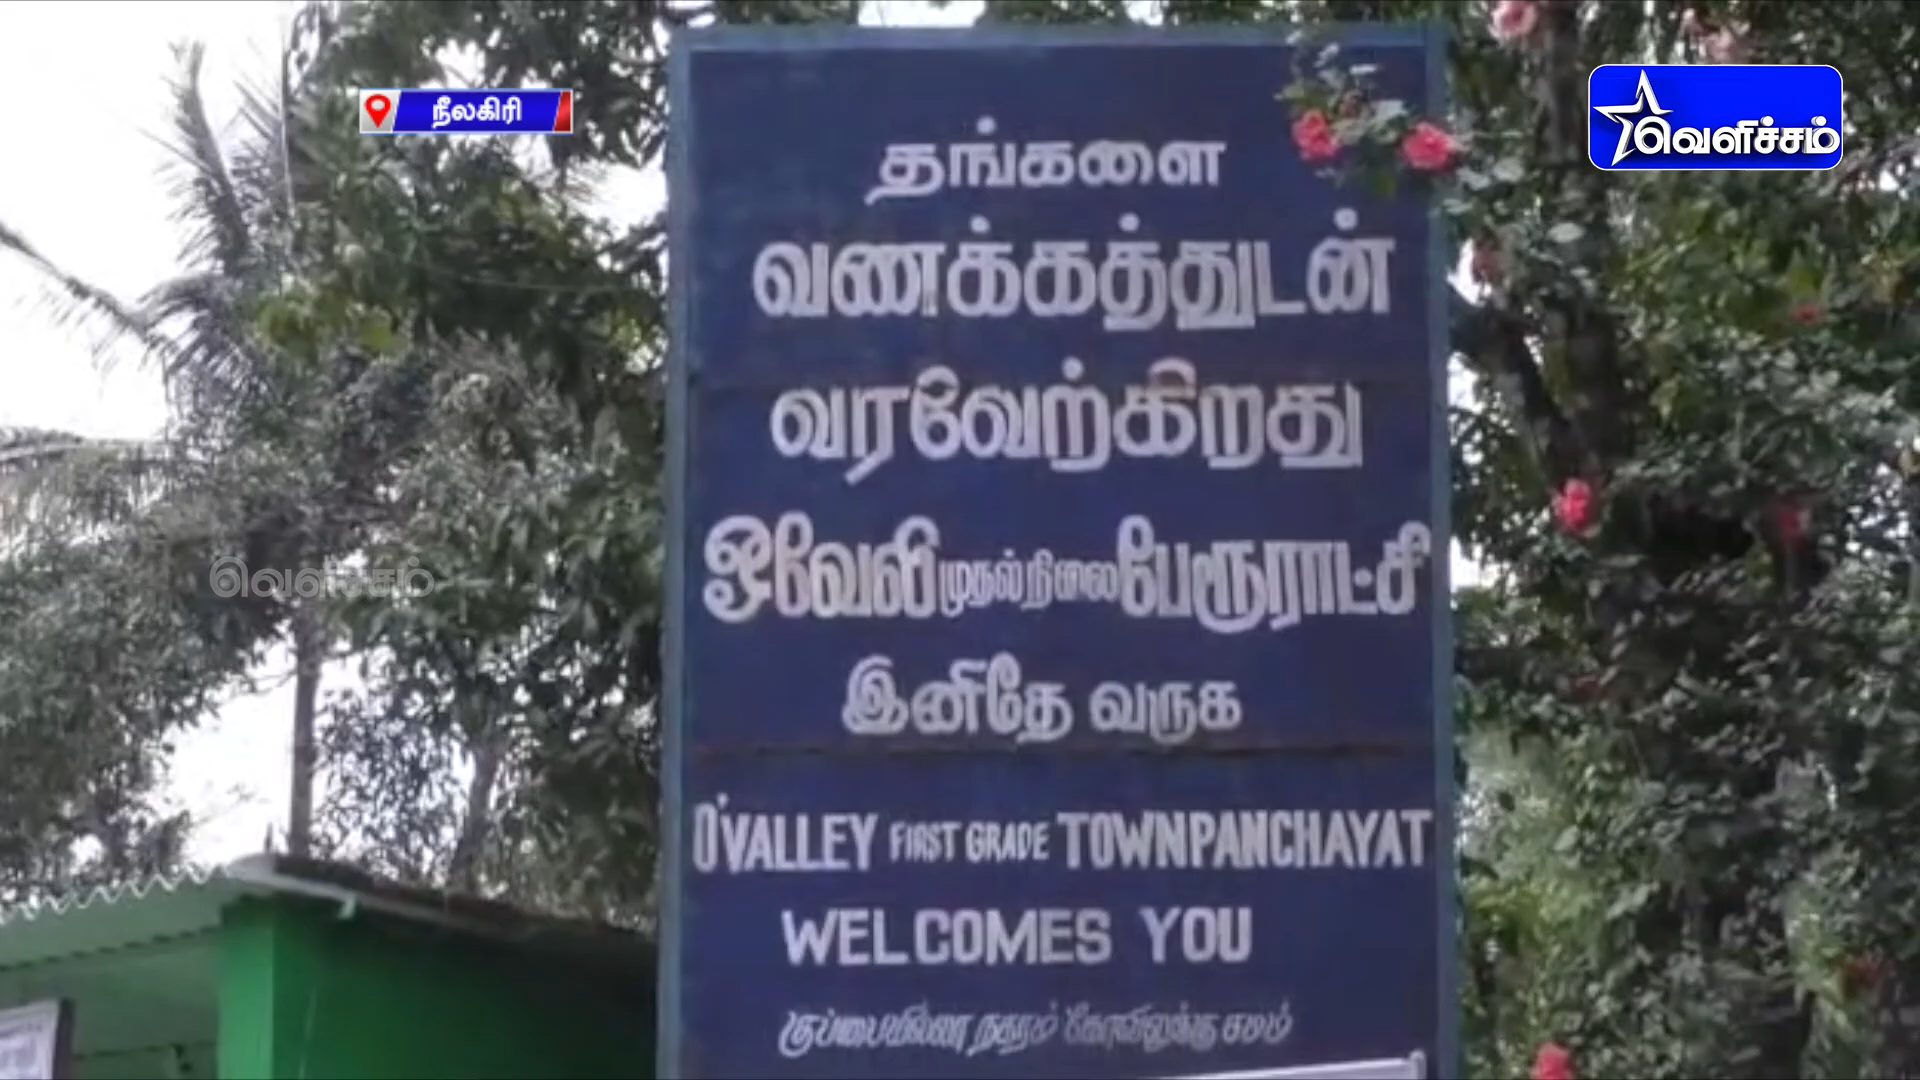 நீலகிரி
வெளிச்சம்
தங்களை
வணக்கத்துடன்
வரவேற்கிறது
ஓவேலி முதல்நிலை பேரூராட்சி
வெளிச்சம்
இனிதே வருக
O'VALLEY FIRST GRADE TOWNPANCHAYAT
WELCOMES YOU
குப்பையில்லா நகரம் கோவிலுக்கு சமம்